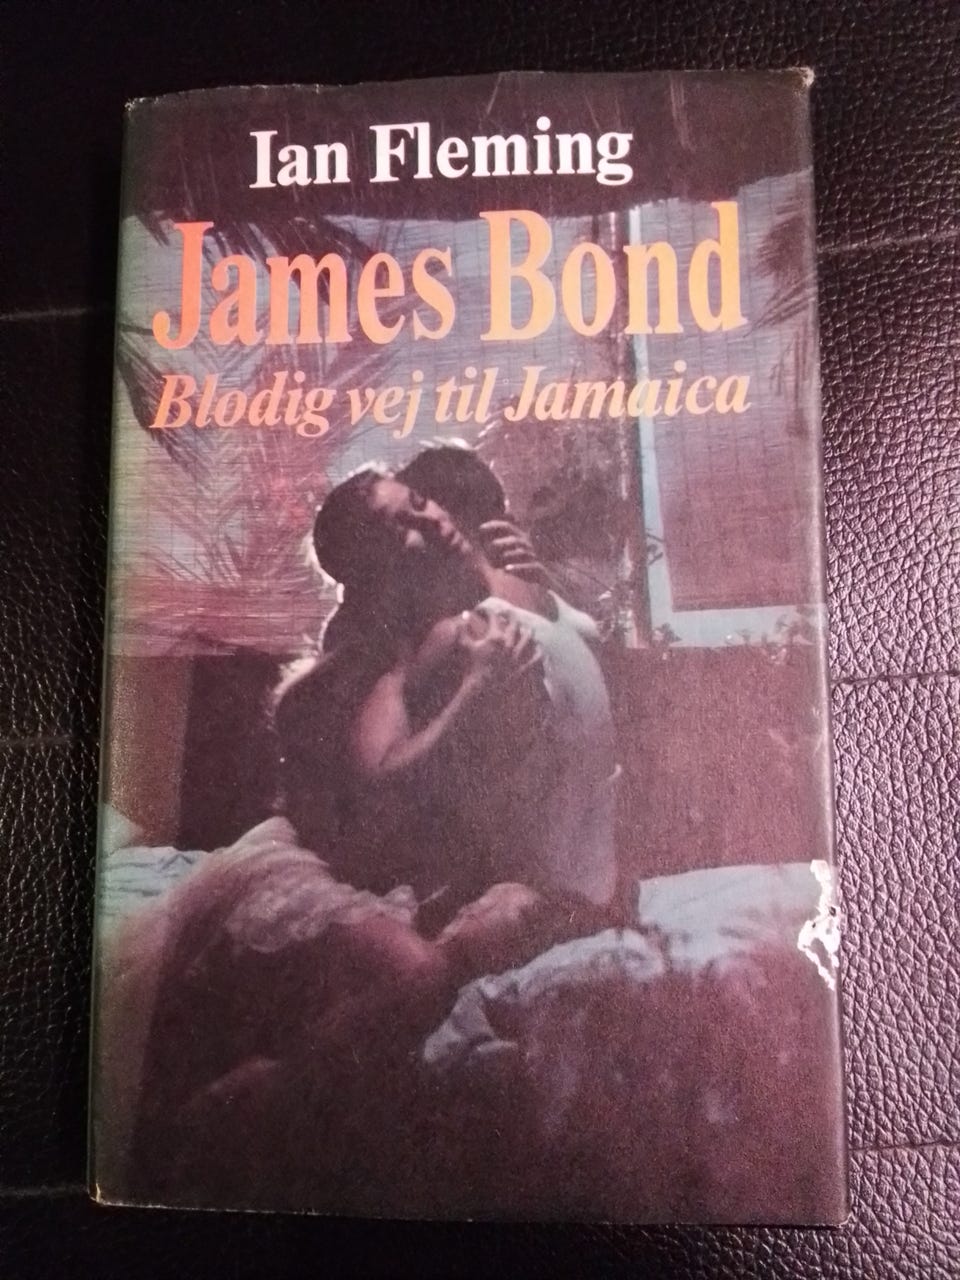 Ian Fleming
James Bond
Blodig vej til Jamaica